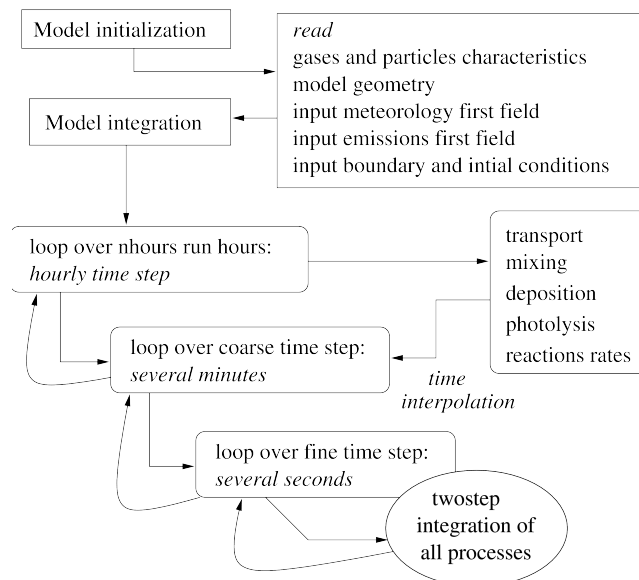 Model initialization
read
gases and particles characteristics
model geometry
input meteorology first field
input emissions first field
input boundary and intial conditions
Model integration
loop over nhours run hours:
hourly time step
transport
mixing
deposition
photolysis
reactions rates
loop over coarse time step:
several minutes
time
interpolation
loop over fine time step:
several seconds
twostep
integration of
all processes